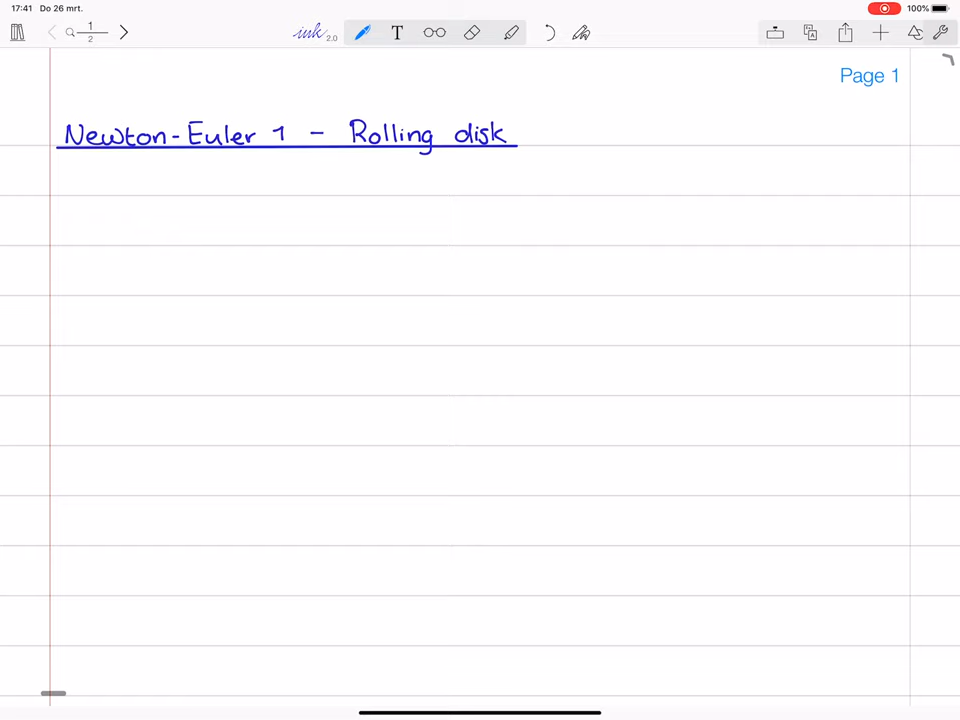 17:41 Do 26 mrt. 100%
1
2
ink 2.0 T
Page 1
Newton-Euler 1 - Rolling disk